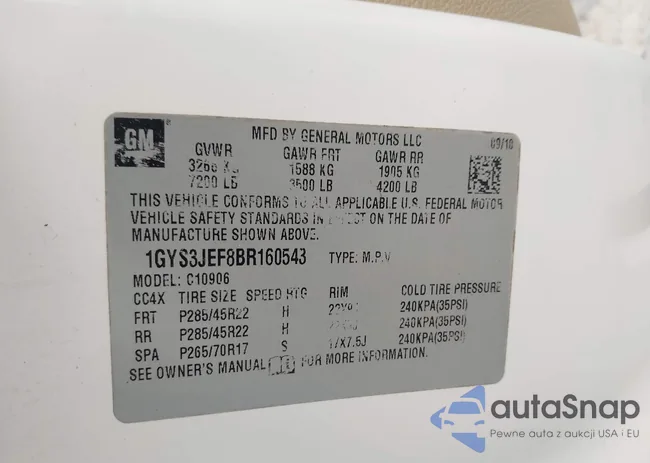 GM
MFD BY GENERAL MOTORS LLC
09/10
GVWR GAWR FRT GAWR RR
3266 KG 1588 KG 1905 KG
7200 LB 3500 LB 4200 LB
THIS VEHICLE CONFORMS TO ALL APPLICABLE U.S. FEDERAL MOTOR
VEHICLE SAFETY STANDARDS IN EFFECT ON THE DATE OF
MANUFACTURE SHOWN ABOVE.
1GYS3JEF8BR160543 TYPE: M.P.V
MODEL: C10906
CC4X TIRE SIZE SPEED RTG RIM COLD TIRE PRESSURE
FRT P285/45R22 H 240KPA(35PSI)
RR P285/45R22 H 240KPA(35PSI)
SPA P265/70R17 S 17X7.5J 240KPA(35PSI)
SEE OWNER'S MANUAL FOR MORE INFORMATION.
autaSnap
Pewne auta z aukcji USA i EU